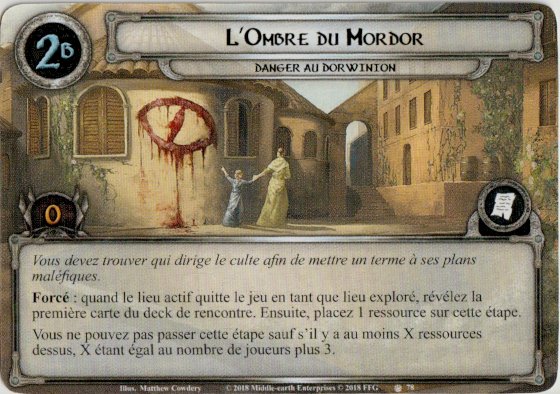 2B
L'Ombre du Mordor
Danger au Dorwinion
0
Vous devez trouver qui dirige le culte afin de mettre un terme à ses plans
maléfiques.
Forcé : quand le lieu actif quitte le jeu en tant que lieu exploré, révélez la
première carte du deck de rencontre. Ensuite, placez 1 ressource sur cette étape.
Vous ne pouvez pas passer cette étape sauf s'il y a au moins X ressources
dessus, X étant égal au nombre de joueurs plus 3.
Illus. Matthew Cowdery © 2018 Middle-earth Enterprises © 2018 FFG 78